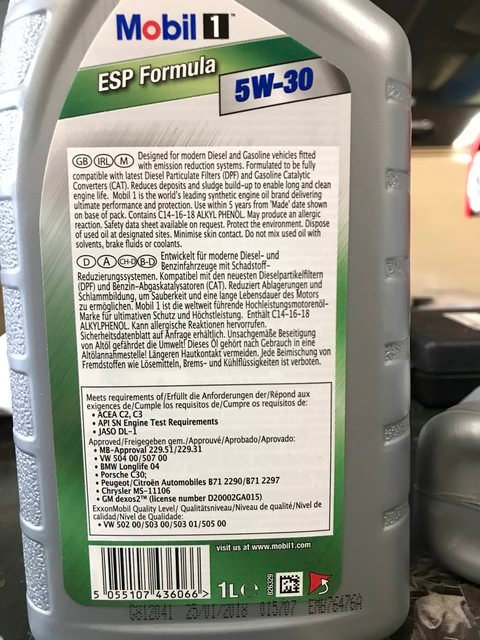 Mobil 1™
ESP Formula
5W-30
GB IRL M Designed for modern Diesel and Gasoline vehicles fitted
with emission reduction systems. Formulated to be fully
compatible with latest Diesel Particulate Filters (DPF) and Gasoline Catalytic
Converters (CAT). Reduces deposits and sludge build-up to enable long and clean
engine life. Mobil 1 is the world's leading synthetic engine oil brand delivering
ultimate performance and protection. Use within 5 years from 'Made' date shown
on base of pack. Contains C14-16-18 ALKYL PHENOL. May produce an allergic
reaction. Safety data sheet available on request. Protect the environment. Dispose
of used oil at designated sites. Minimise skin contact. Do not mix used oil with
solvents, brake fluids or coolants.
D A CH-D B-D Entwickelt für moderne Diesel- und
Benzinfahrzeuge mit Schadstoff-
Reduzierungssystemen. Kompatibel mit den neuesten Dieselpartikelfiltern
(DPF) und Benzin-Abgaskatalysatoren (CAT). Reduziert Ablagerungen und
Schlammbildung, um Sauberkeit und eine lange Lebensdauer des Motors
zu ermöglichen. Mobil 1 ist die weltweit führende Hochleistungsmotorenöl-
Marke für ultimativen Schutz und Höchstleistung. Enthält C14-16-18
ALKYLPHENOL. Kann allergische Reaktionen hervorrufen.
Sicherheitsdatenblatt auf Anfrage erhältlich. Unsachgemäße Beseitigung
von Altöl gefährdet die Umwelt! Dieses Öl gehört nach Gebrauch in eine
Altölannahmestelle! Längeren Hautkontakt vermeiden. Jede Beimischung von
Fremdstoffen wie Lösemitteln, Brems- und Kühlflüssigkeiten ist verboten.
Meets requirements of/Erfüllt die Anforderungen der/Répond aux
exigences de/Cumple los requisitos de/Cumpre os requisitos de:
• ACEA C2, C3
• API SN Engine Test Requirements
• JASO DL-1
Approved/Freigegeben gem./Approuvé/Aprobado/Aprovado:
• MB-Approval 229.51/229.31
• VW 504 00/507 00
• BMW Longlife 04
• Porsche C30;
• Peugeot/Citroën Automobiles B71 2290/B71 2297
• Chrysler MS-11106
• GM dexos2™ (license number D20002GA015)
ExxonMobil Quality Level/ Qualitätsniveau/Niveau de qualité/Nivel de
calidad/Nível de Qualidade:
• VW 502 00/503 00/503 01/505 00
visit us at www.mobil1.com
5 055107 436066 >
1L e
826329
0812041 25/01/2018 015/07 EMB76476A